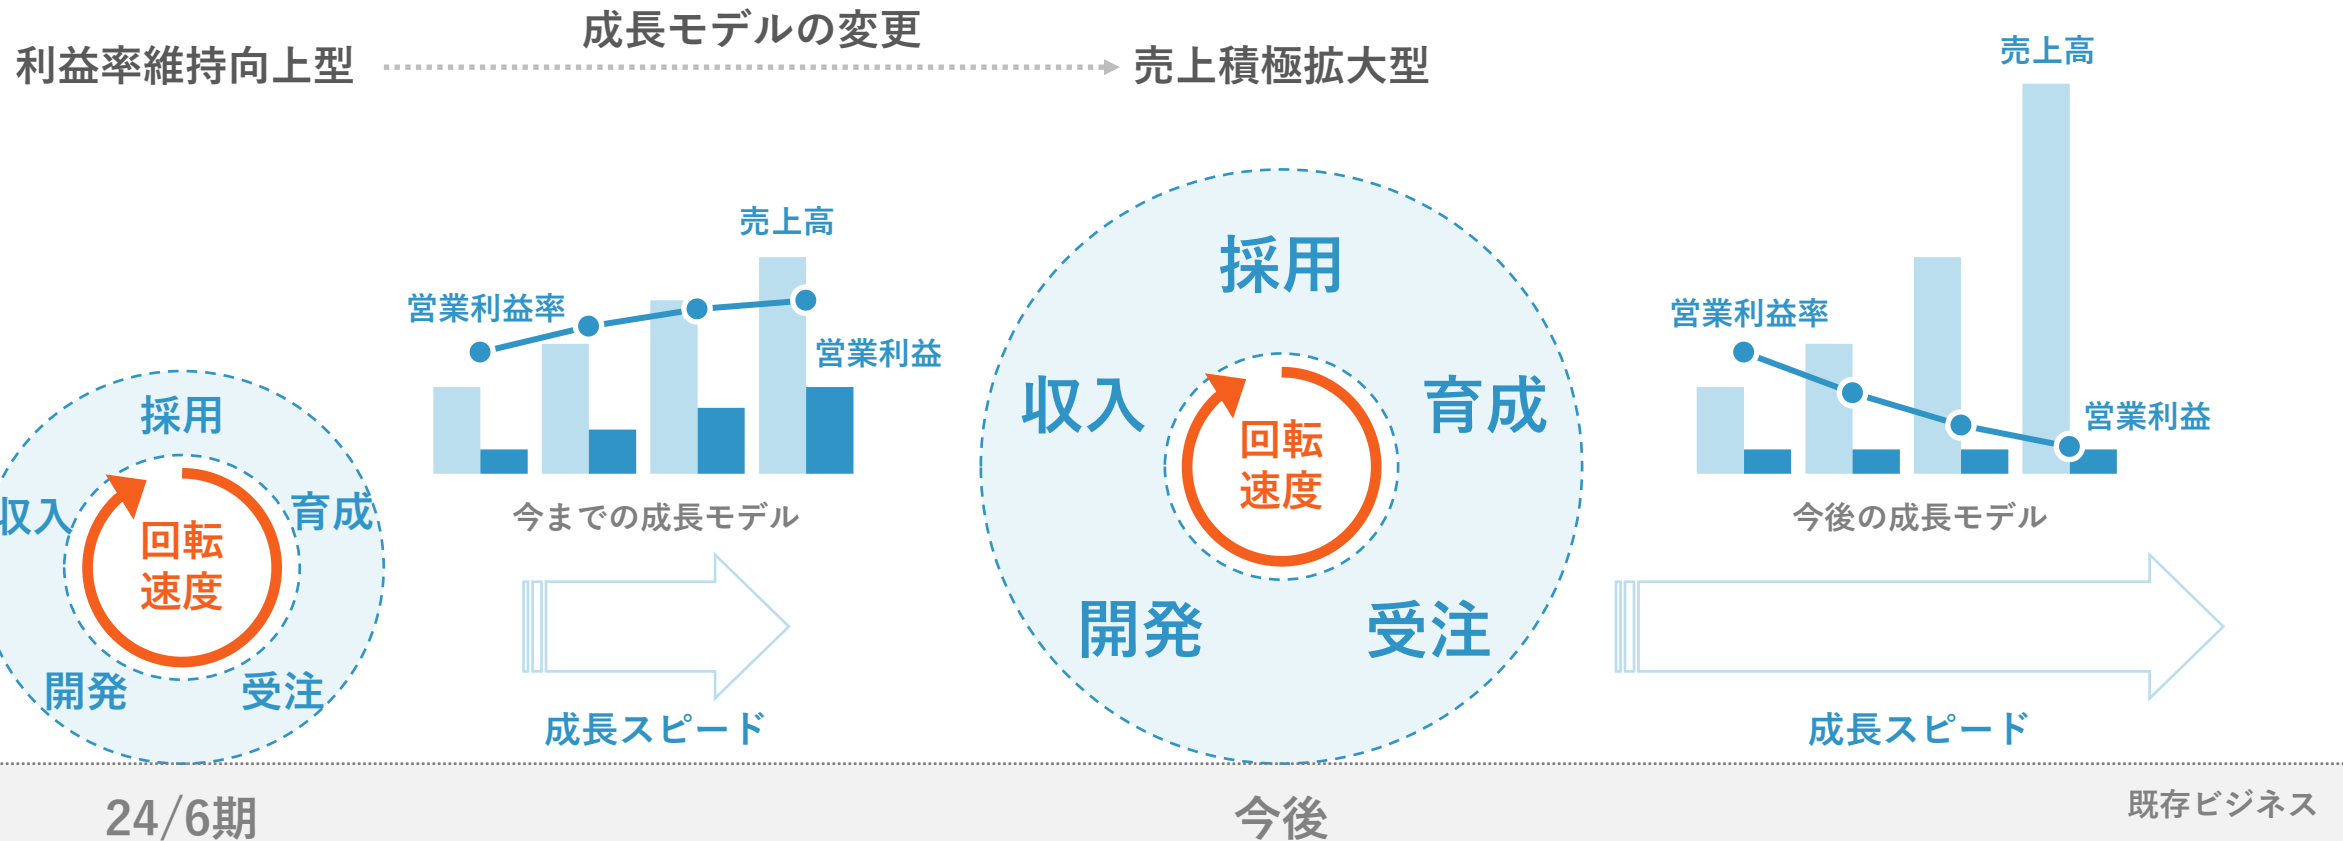 成長モデルの変更
利益率維持向上型
売上積極拡大型
採用
収入
育成
回転
速度
開発
受注
売上高
営業利益率
営業利益
今までの成長モデル
成長スピード
採用
収入
育成
回転
速度
開発
受注
売上高
営業利益率
営業利益
今後の成長モデル
成長スピード
24/6期
今後
既存ビジネス